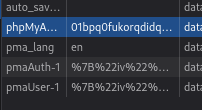 auto_sav... dat
phpMyA... 01bpq0fukorqdidq... data
pma_lang en data
pmaAuth-1 %7B%22iv%22%... data
pmaUser-1 %7B%22iv%22%... data